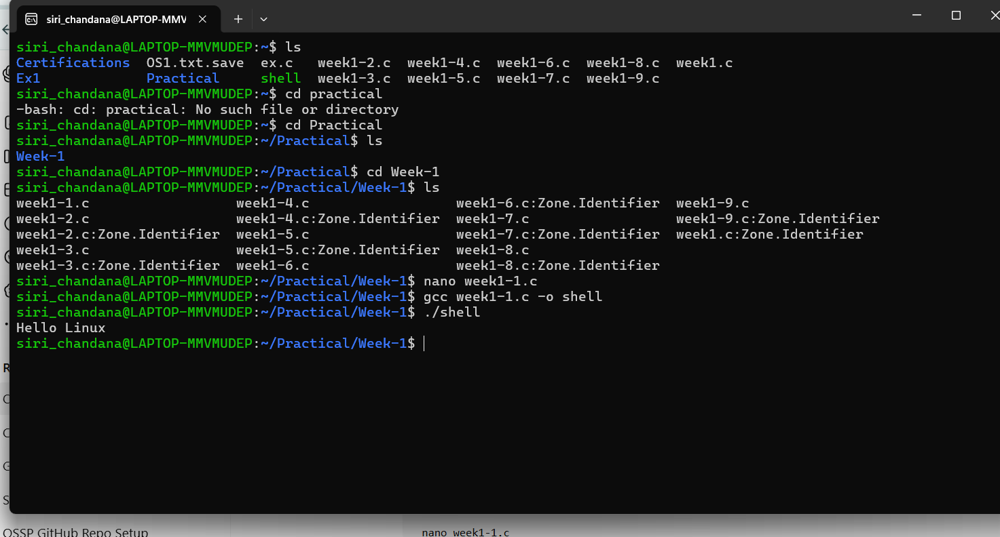 siri_chandana@LAPTOP-MMV
siri_chandana@LAPTOP-MMVMUDEP:~$ ls
Certifications  OS1.txt.save  ex.c   week1-2.c  week1-4.c  week1-6.c  week1-8.c  week1.c
Ex1             Practical     shell  week1-3.c  week1-5.c  week1-7.c  week1-9.c
siri_chandana@LAPTOP-MMVMUDEP:~$ cd practical
-bash: cd: practical: No such file or directory
siri_chandana@LAPTOP-MMVMUDEP:~$ cd Practical
siri_chandana@LAPTOP-MMVMUDEP:~/Practical$ ls
Week-1
siri_chandana@LAPTOP-MMVMUDEP:~/Practical$ cd Week-1
siri_chandana@LAPTOP-MMVMUDEP:~/Practical/Week-1$ ls
week1-1.c                  week1-4.c                  week1-6.c:Zone.Identifier  week1-9.c
week1-2.c                  week1-4.c:Zone.Identifier  week1-7.c                  week1-9.c:Zone.Identifier
week1-2.c:Zone.Identifier  week1-5.c                  week1-7.c:Zone.Identifier  week1.c:Zone.Identifier
week1-3.c                  week1-5.c:Zone.Identifier  week1-8.c
week1-3.c:Zone.Identifier  week1-6.c                  week1-8.c:Zone.Identifier
siri_chandana@LAPTOP-MMVMUDEP:~/Practical/Week-1$ nano week1-1.c
siri_chandana@LAPTOP-MMVMUDEP:~/Practical/Week-1$ gcc week1-1.c -o shell
siri_chandana@LAPTOP-MMVMUDEP:~/Practical/Week-1$ ./shell
Hello Linux
siri_chandana@LAPTOP-MMVMUDEP:~/Practical/Week-1$
OSSP GitHub Repo Setup
nano week1-1.c